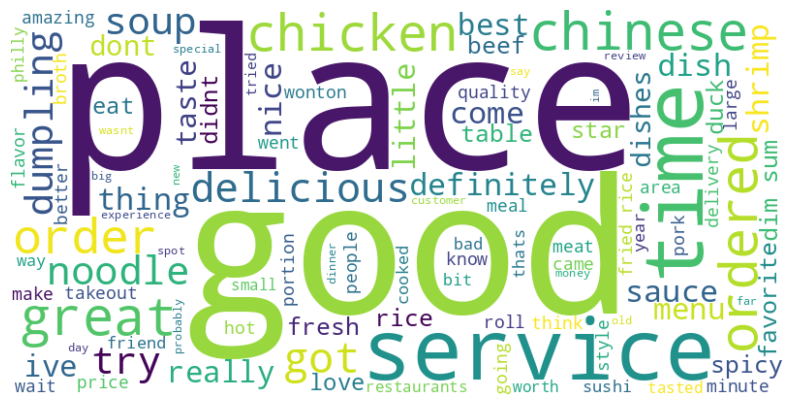 amazing
soup
chicken
best
chinese
philly
dont
special
beef
review
broth
place
tried
say
dumpling
eat
taste
didnt
nice
wonton
little
quality
im
dish
shrimp
flavor
wasnt
went
come
table
star
dishes
duck
large
time
ordered
better
big
thing
new
delicious
definitely
meal
customer
people
area
delivery
dim sum
experience
order
spot
good
bad
know
bit
meat
came
money
thats
fried rice
year
pork
favorite
way
noodle
small
portion
dinner
cooked
sauce
menu
far
make
takeout
great
hot
fresh
rice
roll
think
old
day
friend
probably
try
got
service
style
spicy
ive
really
love
going
wait
price
restaurants
worth
sushi
tasted
minute